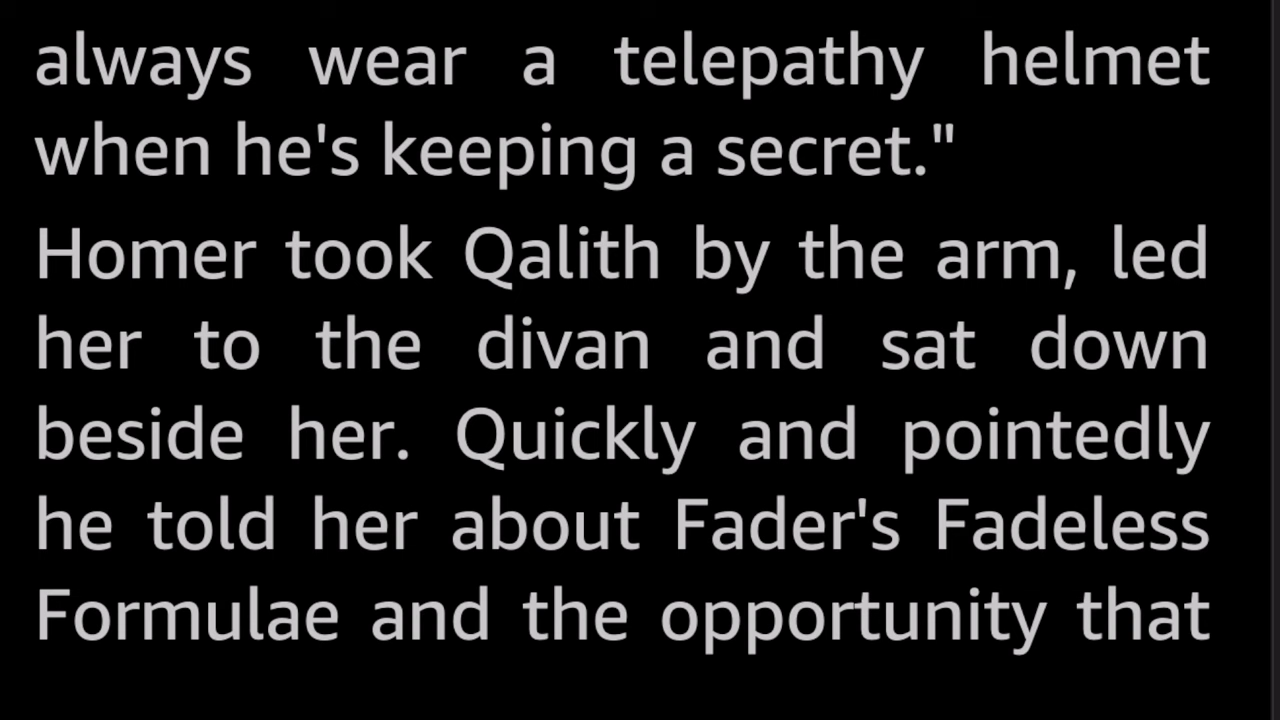 always wear a telepathy helmet
when he's keeping a secret."
Homer took Qalith by the arm, led
her to the divan and sat down
beside her. Quickly and pointedly
he told her about Fader's Fadeless
Formulae and the opportunity that